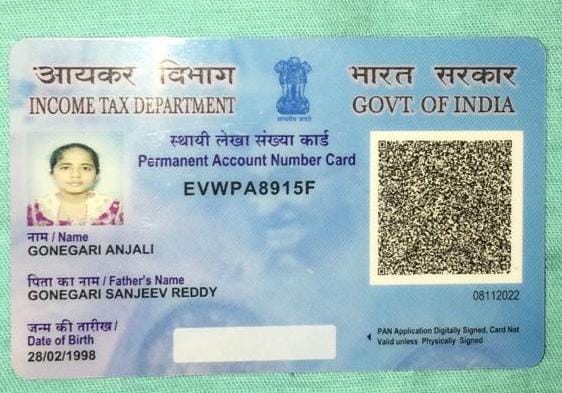 आयकर विभाग
INCOME TAX DEPARTMENT
सत्यमेव जयते
भारत सरकार
GOVT. OF INDIA
स्थायी लेखा संख्या कार्ड
Permanent Account Number Card
EVWPA8915F
नाम / Name
GONEGARI ANJALI
पिता का नाम / Father's Name
GONEGARI SANJEEV REDDY
जन्म की तारीख /
Date of Birth
28/02/1998
08112022
PAN Application Digitally Signed, Card Not
Valid unless Physically Signed